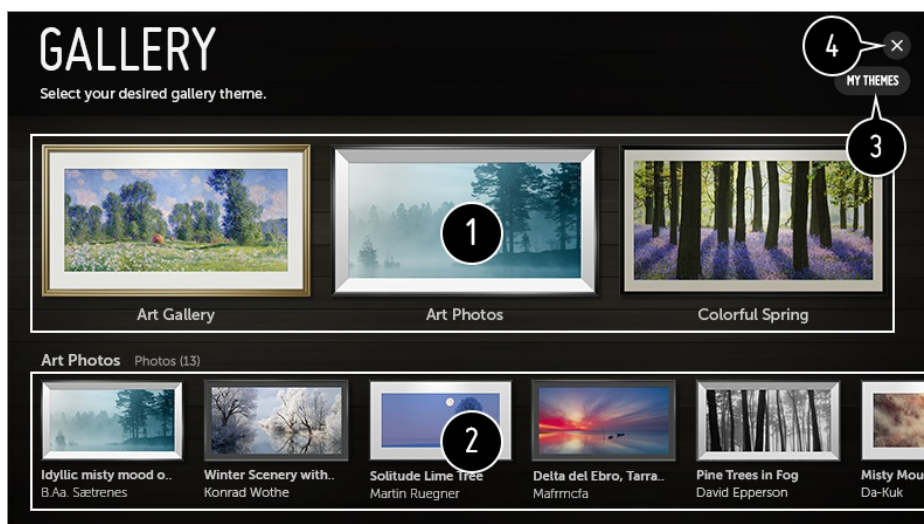 GALLERY
Select your desired gallery theme.
4
MY THEMES
3
1
Art Gallery
Art Photos
Colorful Spring
Art Photos Photos (13)
2
Idyllic misty mood o..
B.Aa. Sætrenes
Winter Scenery with..
Konrad Wothe
Solitude Lime Tree
Martin Ruegner
Delta del Ebro, Tarra..
Mafrmcfa
Pine Trees in Fog
David Epperson
Misty Mou
Da-Kuk